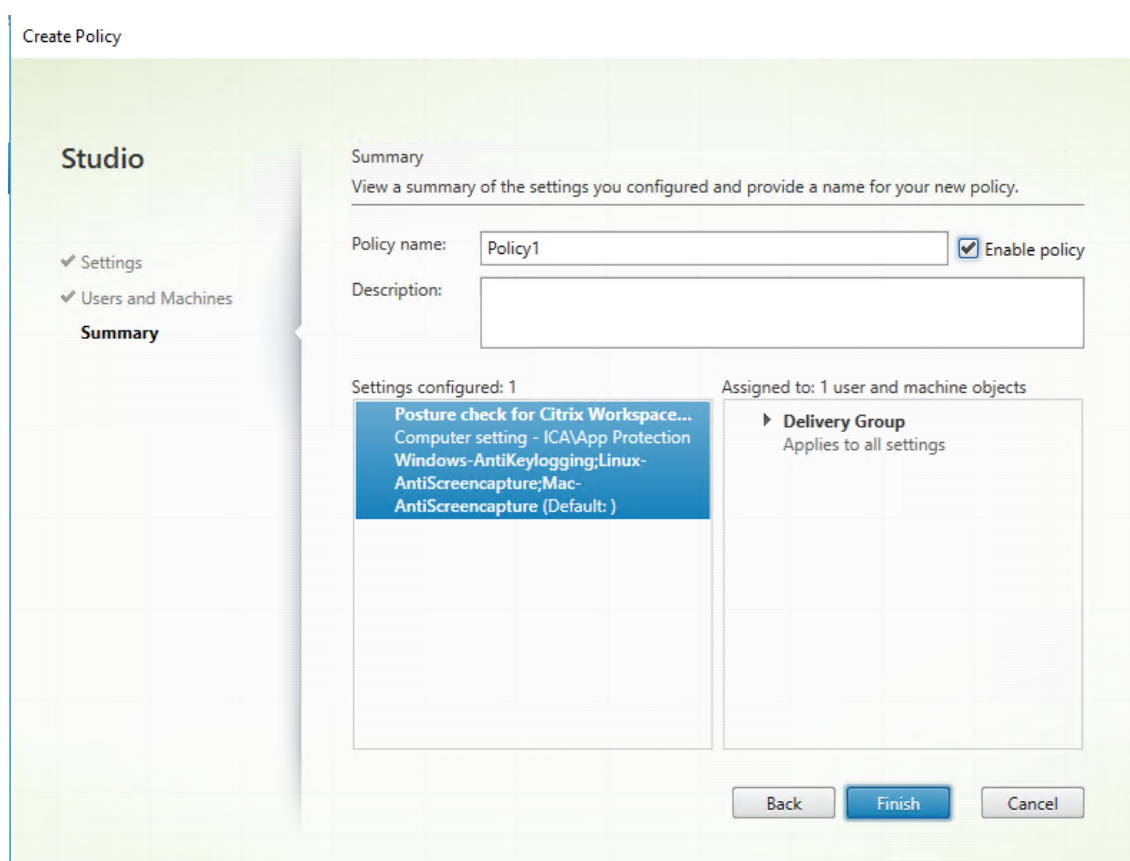 Create Policy
Studio
Settings
Users and Machines
Summary
Summary
View a summary of the settings you configured and provide a name for your new policy.
Policy name:
Policy1
Enable policy
Description:
Settings configured: 1
Posture check for Citrix Workspace...
Computer setting - ICA\App Protection
Windows-AntiKeylogging;Linux-
AntiScreencapture;Mac-
AntiScreencapture (Default: )
Assigned to: 1 user and machine objects
Delivery Group
Applies to all settings
Back
Finish
Cancel